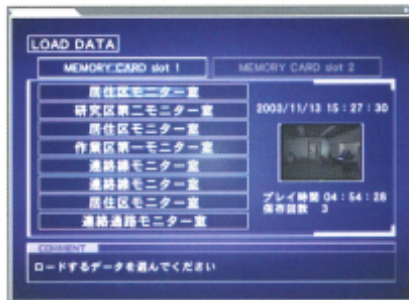 LOAD DATA
MEMORY CARD slot 1
MEMORY CARD slot 2
居住区モニター室
研究区第二モニター室
居住区モニター室
作業区第一モニター室
連絡線モニター室
連絡線モニター室
居住区モニター室
連絡通路モニター室
2003/11/13 15:27:30
プレイ時間 04:54:28
保存回数 3
COMMENT
ロードするデータを選んでください